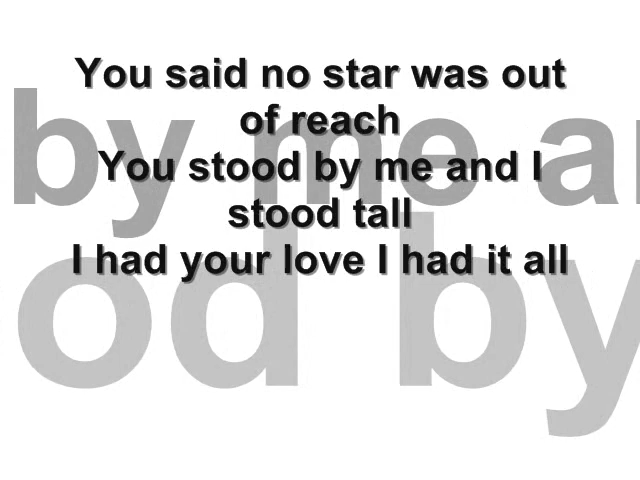 You said no star was out
of reach
You stood by me and I
stood tall
I had your love I had it all
by me an
od by